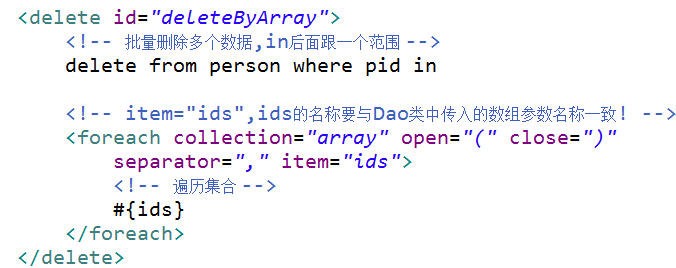 <delete id="deleteByArray">
<!-- 批量删除多个数据,in后面跟一个范围 -->
delete from person where pid in
<!-- item="ids",ids的名称要与Dao类中传入的数组参数名称一致! -->
<foreach collection="array" open="(" close=")"
separator="," item="ids">
<!-- 遍历集合 -->
#{ids}
</foreach>
</delete>